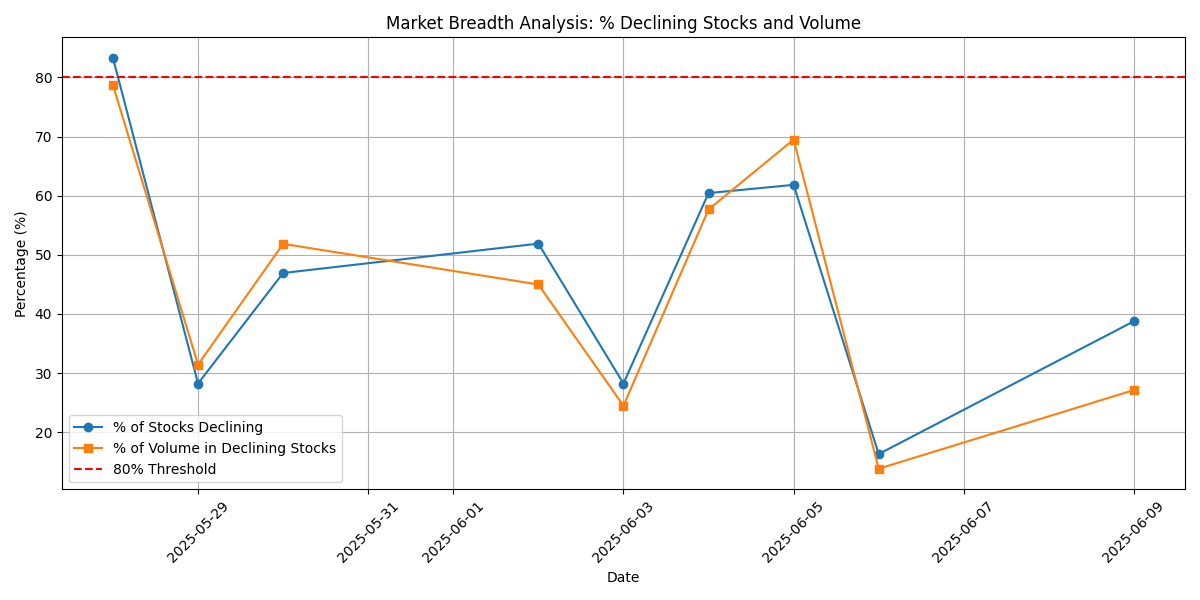 Market Breadth Analysis: % Declining Stocks and Volume
Percentage (%)
80
70
60
50
40
30
20
% of Stocks Declining
% of Volume in Declining Stocks
80% Threshold
2025-05-29
2025-05-31
2025-06-01
2025-06-03
2025-06-05
2025-06-07
2025-06-09
Date